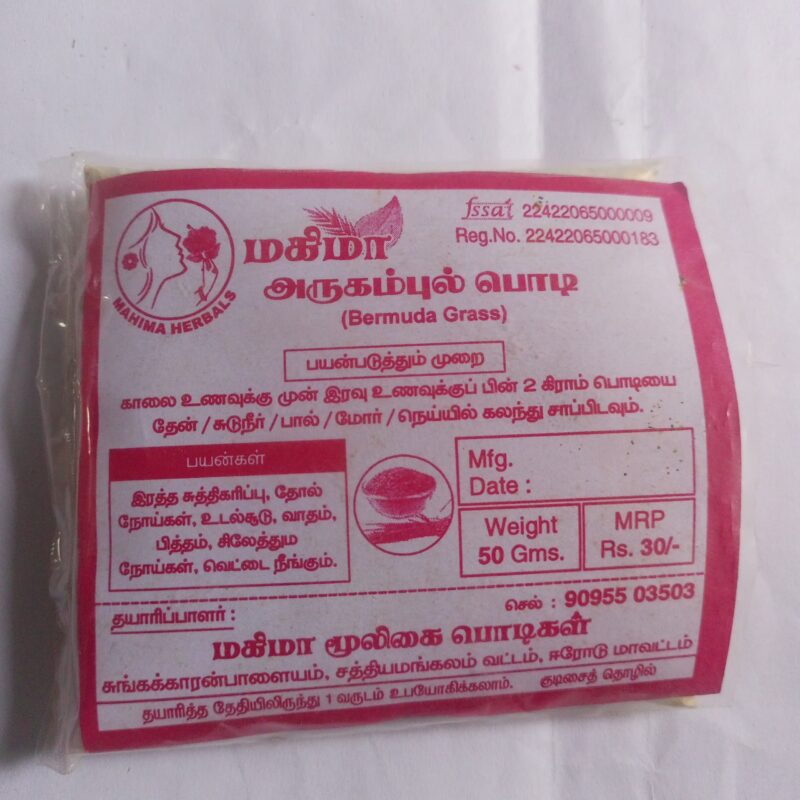 MAHIMA HERBALS
fssai 22422065000009
Reg.No. 22422065000183
மகிமா
அருகம்புல் பொடி
(Bermuda Grass)
பயன்படுத்தும் முறை
காலை உணவுக்கு முன் இரவு உணவுக்குப் பின் 2 கிராம் பொடியை
தேன் / சுடுநீர் / பால் / மோர் / நெய்யில் கலந்து சாப்பிடவும்.
பயன்கள்
இரத்த சுத்திகரிப்பு, தோல்
நோய்கள், உடல்சூடு, வாதம்,
பித்தம், சிலேத்தும
நோய்கள், வெட்டை நீங்கும்.
Mfg.
Date :
Weight
50 Gms.
MRP
Rs. 30/-
தயாரிப்பாளர் :
செல் : 90955 03503
மகிமா மூலிகை பொடிகள்
சுங்கக்காரன்பாளையம், சத்தியமங்கலம் வட்டம், ஈரோடு மாவட்டம்
தயாரித்த தேதியிலிருந்து 1 வருடம் உபயோகிக்கலாம். குடிசைத் தொழில்